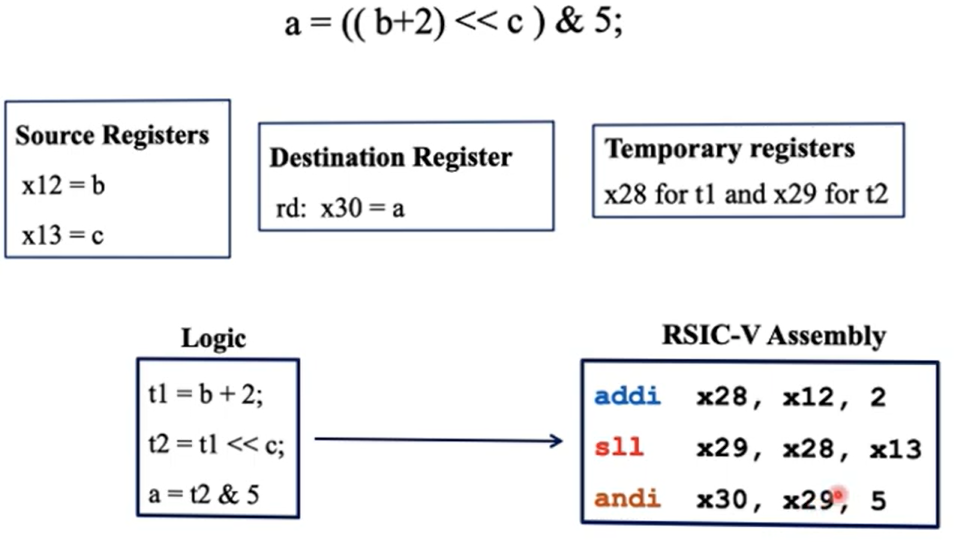 a = (( b+2) << c ) & 5;
Source Registers
x12 = b
x13 = c
Destination Register
rd: x30 = a
Temporary registers
x28 for t1 and x29 for t2
Logic
t1 = b + 2;
t2 = t1 << c;
a = t2 & 5
RSIC-V Assembly
addi x28, x12, 2
sll x29, x28, x13
andi x30, x29, 5